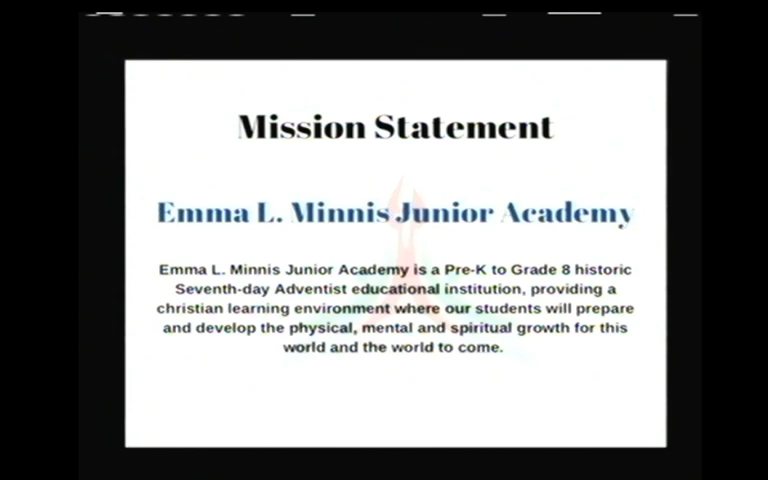 Mission Statement
Emma L. Minnis Junior Academy
Emma L. Minnis Junior Academy is a Pre-K to Grade 8 historic
Seventh-day Adventist educational institution, providing a
christian learning environment where our students will prepare
and develop the physical, mental and spiritual growth for this
world and the world to come.